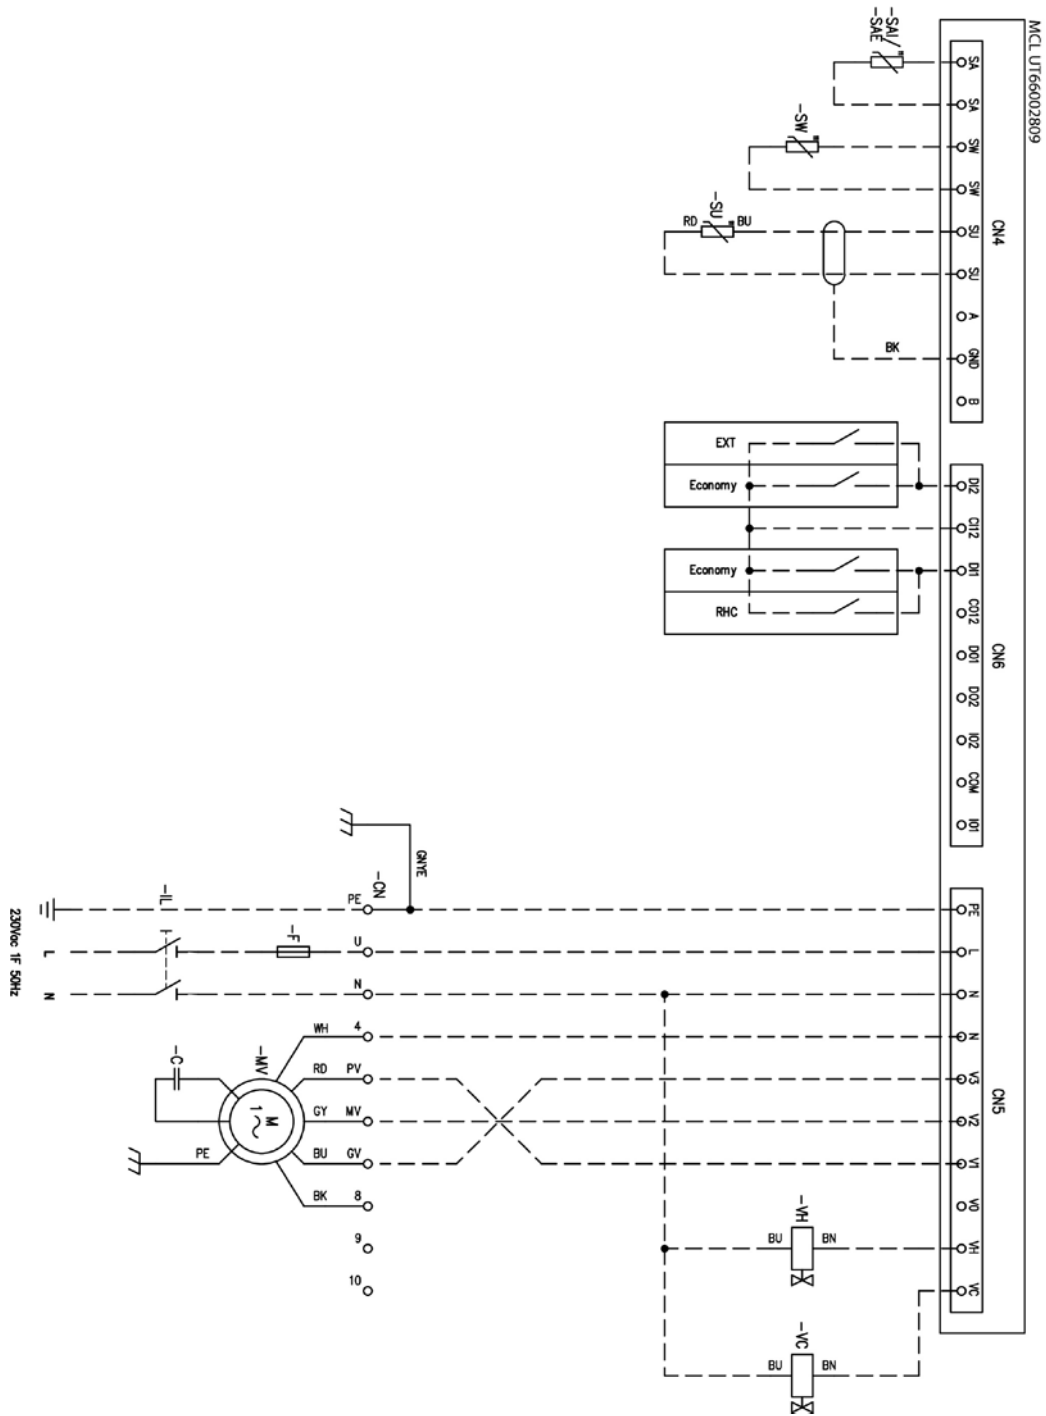 MCL UT66002809
-SAI/
-SAE
SA
SA
-SW
SW
SW
CN4
-SU
RD
BU
SU
SU
A
BK
GND
B
EXT
Economy
DI2
CI12
Economy
DI1
RHC
CO12
CN6
DO1
DO2
IO2
COM
IO1
GNYE
-CN
-IL
PE
PE
230Vac 1F 50Hz
L
-F
U
L
N
N
N
-MV
WH
4
N
-C
RD
PV
V3
CN5
M
1~
GY
MV
V2
PE
BU
GV
V1
BK
8
V0
-VH
9
BU
BN
VH
10
VC
-VC
BU
BN